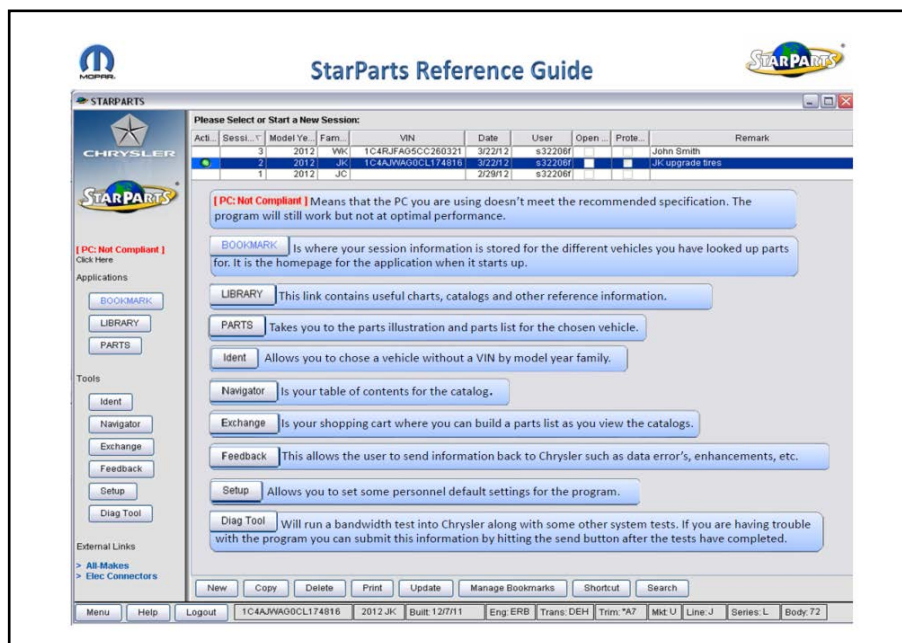 MOPAR.
StarParts Reference Guide
STARPARTS
STARPARTS
Please Select or Start a New Session:
Acti... Sessi... Model Ye... Fam... VIN Date User Open ... Prote... Remark
3 2012 WK 1C4RJFAG5CC260321 3/22/12 s32206f John Smith
2 2012 JK 1C4AJWAG0CL174816 3/22/12 s32206f JK upgrade tires
1 2012 JC 2/29/12 s32206f
CHRYSLER
STARPARTS
[ PC: Not Compliant ]
Click Here
Applications
BOOKMARK
LIBRARY
PARTS
Tools
Ident
Navigator
Exchange
Feedback
Setup
Diag Tool
External Links
> All-Makes
> Elec Connectors
[ PC: Not Compliant ] Means that the PC you are using doesn't meet the recommended specification. The
program will still work but not at optimal performance.
BOOKMARK Is where your session information is stored for the different vehicles you have looked up parts
for. It is the homepage for the application when it starts up.
LIBRARY This link contains useful charts, catalogs and other reference information.
PARTS Takes you to the parts illustration and parts list for the chosen vehicle.
Ident Allows you to chose a vehicle without a VIN by model year family.
Navigator Is your table of contents for the catalog.
Exchange Is your shopping cart where you can build a parts list as you view the catalogs.
Feedback This allows the user to send information back to Chrysler such as data error's, enhancements, etc.
Setup Allows you to set some personnel default settings for the program.
Diag Tool Will run a bandwidth test into Chrysler along with some other system tests. If you are having trouble
with the program you can submit this information by hitting the send button after the tests have completed.
New Copy Delete Print Update Manage Bookmarks Shortcut Search
Menu Help Logout 1C4AJWAG0CL174816 2012 JK Built: 12/7/11 Eng: ERB Trans: DEH Trim: *A7 Mkt: U Line: J Series: L Body: 72